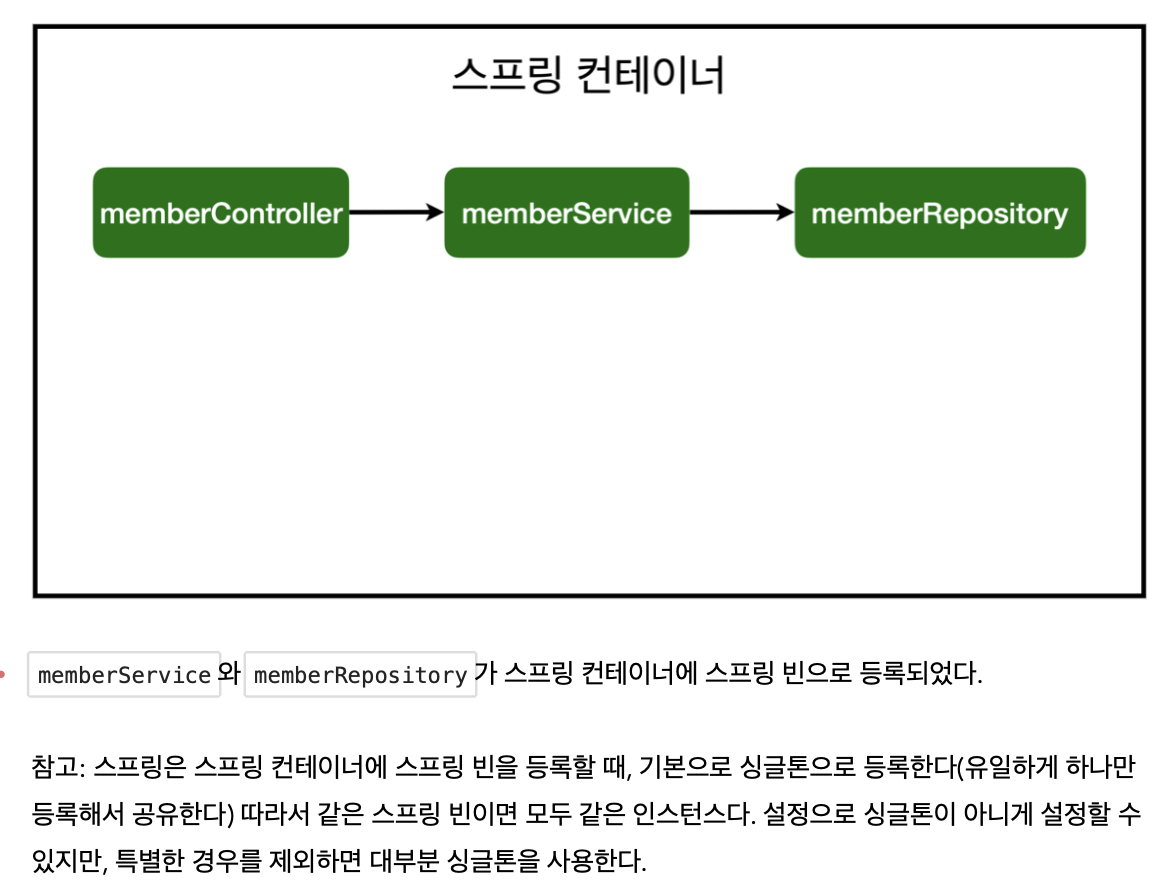 스프링 컨테이너
memberController memberService memberRepository
memberService와 memberRepository가 스프링 컨테이너에 스프링 빈으로 등록되었다.
참고: 스프링은 스프링 컨테이너에 스프링 빈을 등록할 때, 기본으로 싱글톤으로 등록한다(유일하게 하나만
등록해서 공유한다) 따라서 같은 스프링 빈이면 모두 같은 인스턴스다. 설정으로 싱글톤이 아니게 설정할 수
있지만, 특별한 경우를 제외하면 대부분 싱글톤을 사용한다.